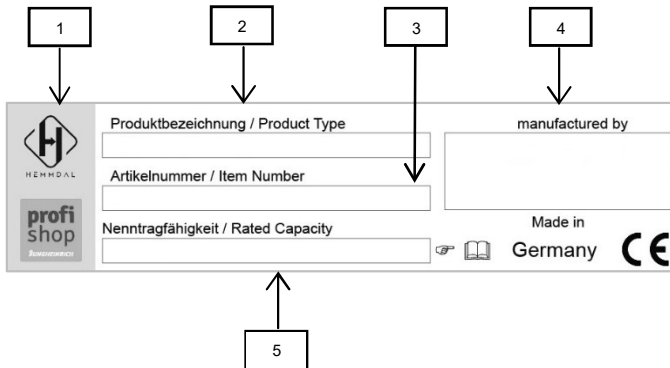 1
2
3
4
Produktbezeichnung / Product Type
manufactured by
HEMMDAL
Artikelnummer / Item Number
profi
shop
JUNGHEINRICH
Made in
Nenntragfähigkeit / Rated Capacity
Germany CE
5